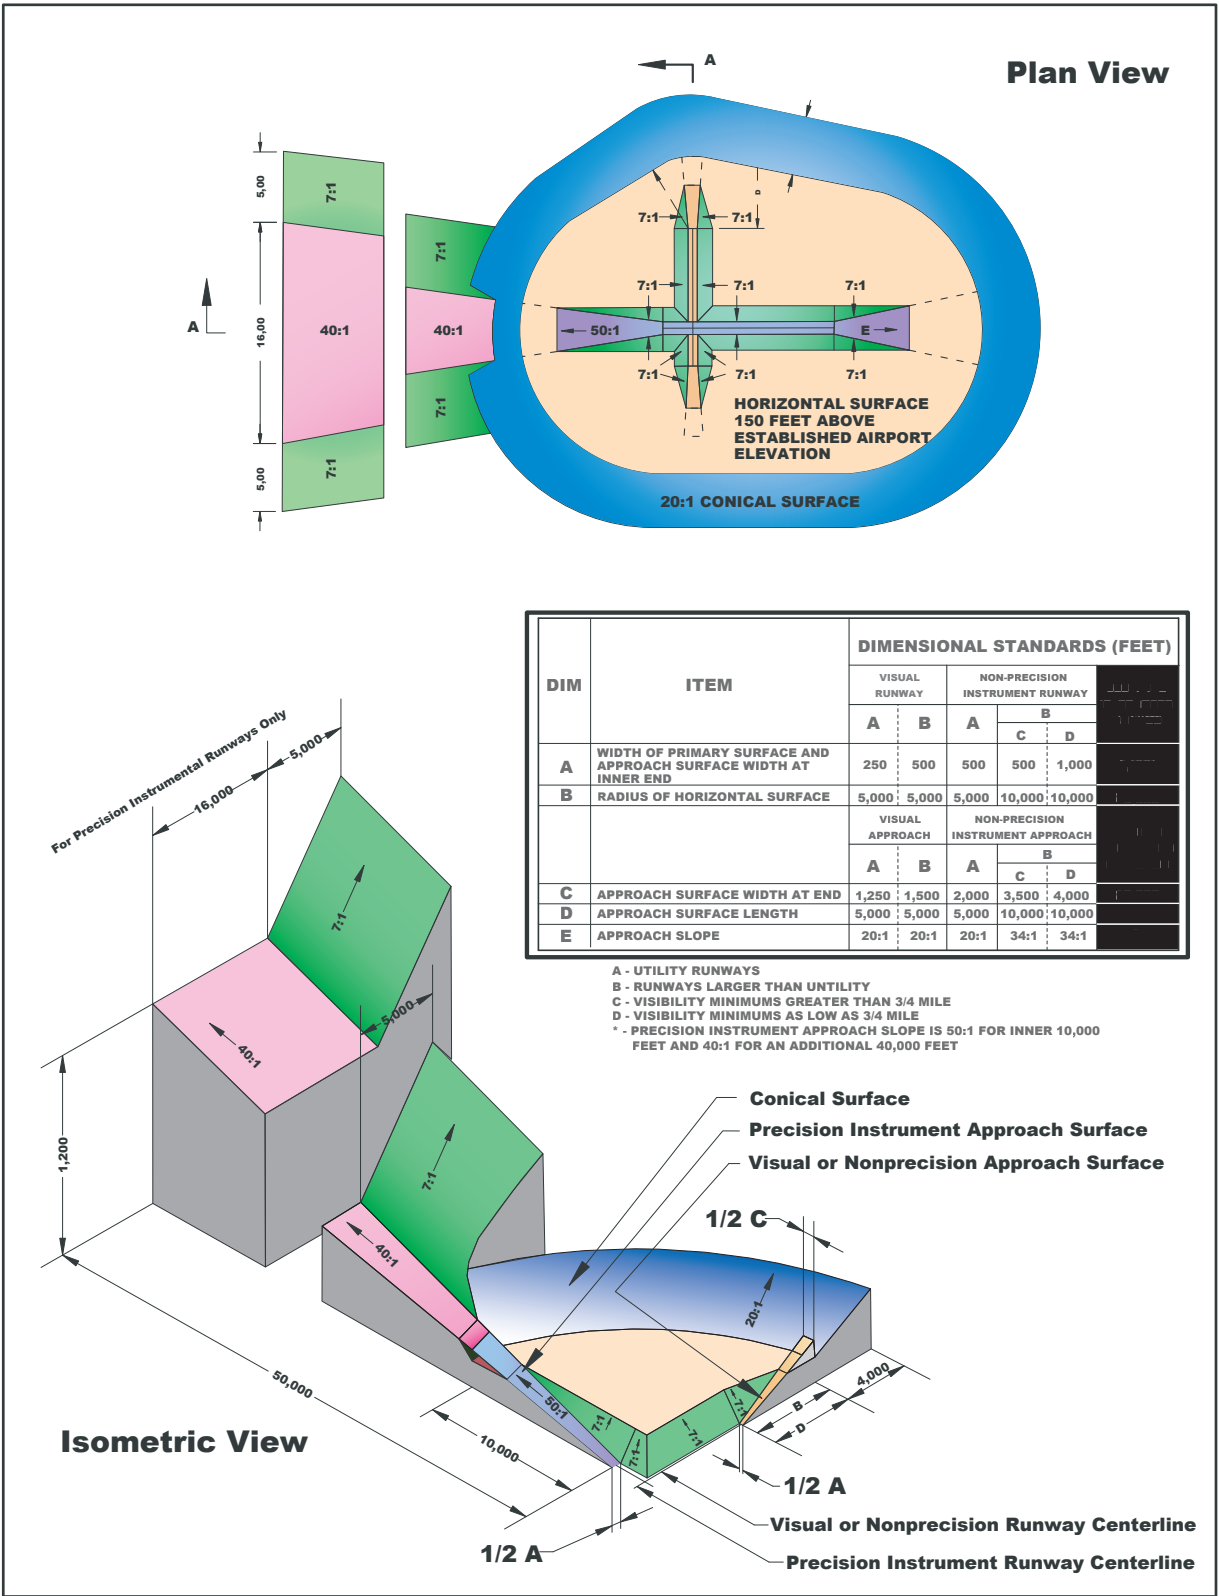 A
Plan View
5,00
7:1
7:1
D
7:1
7:1
A
16,00
40:1
40:1
7:1
7:1
7:1
50:1
E
7:1
7:1
7:1
7:1
HORIZONTAL SURFACE
150 FEET ABOVE
ESTABLISHED AIRPORT
ELEVATION
5,00
7:1
20:1 CONICAL SURFACE
DIM
ITEM
DIMENSIONAL STANDARDS (FEET)
VISUAL
RUNWAY
NON-PRECISION
INSTRUMENT RUNWAY
A B A B
C D
A WIDTH OF PRIMARY SURFACE AND
APPROACH SURFACE WIDTH AT
INNER END
250 500 500 500 1,000
B RADIUS OF HORIZONTAL SURFACE 5,000 5,000 5,000 10,000 10,000
VISUAL
APPROACH
NON-PRECISION
INSTRUMENT APPROACH
A B A B
C D
C APPROACH SURFACE WIDTH AT END 1,250 1,500 2,000 3,500 4,000
D APPROACH SURFACE LENGTH 5,000 5,000 5,000 10,000 10,000
E APPROACH SLOPE 20:1 20:1 20:1 34:1 34:1
A - UTILITY RUNWAYS
B - RUNWAYS LARGER THAN UNTILITY
C - VISIBILITY MINIMUMS GREATER THAN 3/4 MILE
D - VISIBILITY MINIMUMS AS LOW AS 3/4 MILE
* - PRECISION INSTRUMENT APPROACH SLOPE IS 50:1 FOR INNER 10,000
FEET AND 40:1 FOR AN ADDITIONAL 40,000 FEET
For Precision Instrumental Runways Only
5,000
16,000
7:1
5,000
40:1
1,200
7:1
40:1
Conical Surface
Precision Instrument Approach Surface
Visual or Nonprecision Approach Surface
1/2 C
20:1
50,000
50:1
7:1
7:1
7:1
7:1
B
D
4,000
10,000
Isometric View
1/2 A
1/2 A
Visual or Nonprecision Runway Centerline
Precision Instrument Runway Centerline